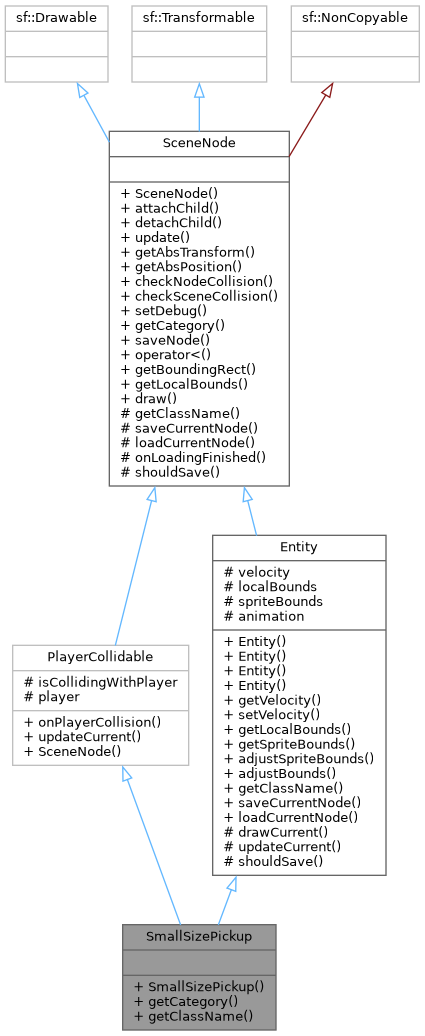 sf::Drawable
sf::Transformable
sf::NonCopyable
SceneNode
+ SceneNode()
+ attachChild()
+ detachChild()
+ update()
+ getAbsTransform()
+ getAbsPosition()
+ checkNodeCollision()
+ checkSceneCollision()
+ setDebug()
+ getCategory()
+ saveNode()
+ operator<()
+ getBoundingRect()
+ getLocalBounds()
+ draw()
# getClassName()
# saveCurrentNode()
# loadCurrentNode()
# onLoadingFinished()
# shouldSave()
Entity
# velocity
# localBounds
# spriteBounds
# animation
+ Entity()
+ Entity()
+ Entity()
+ Entity()
+ getVelocity()
+ setVelocity()
+ getLocalBounds()
+ getSpriteBounds()
+ adjustSpriteBounds()
+ adjustBounds()
+ getClassName()
+ saveCurrentNode()
+ loadCurrentNode()
# drawCurrent()
# updateCurrent()
# shouldSave()
PlayerCollidable
# isCollidingWithPlayer
# player
+ onPlayerCollision()
+ updateCurrent()
+ SceneNode()
SmallSizePickup
+ SmallSizePickup()
+ getCategory()
+ getClassName()